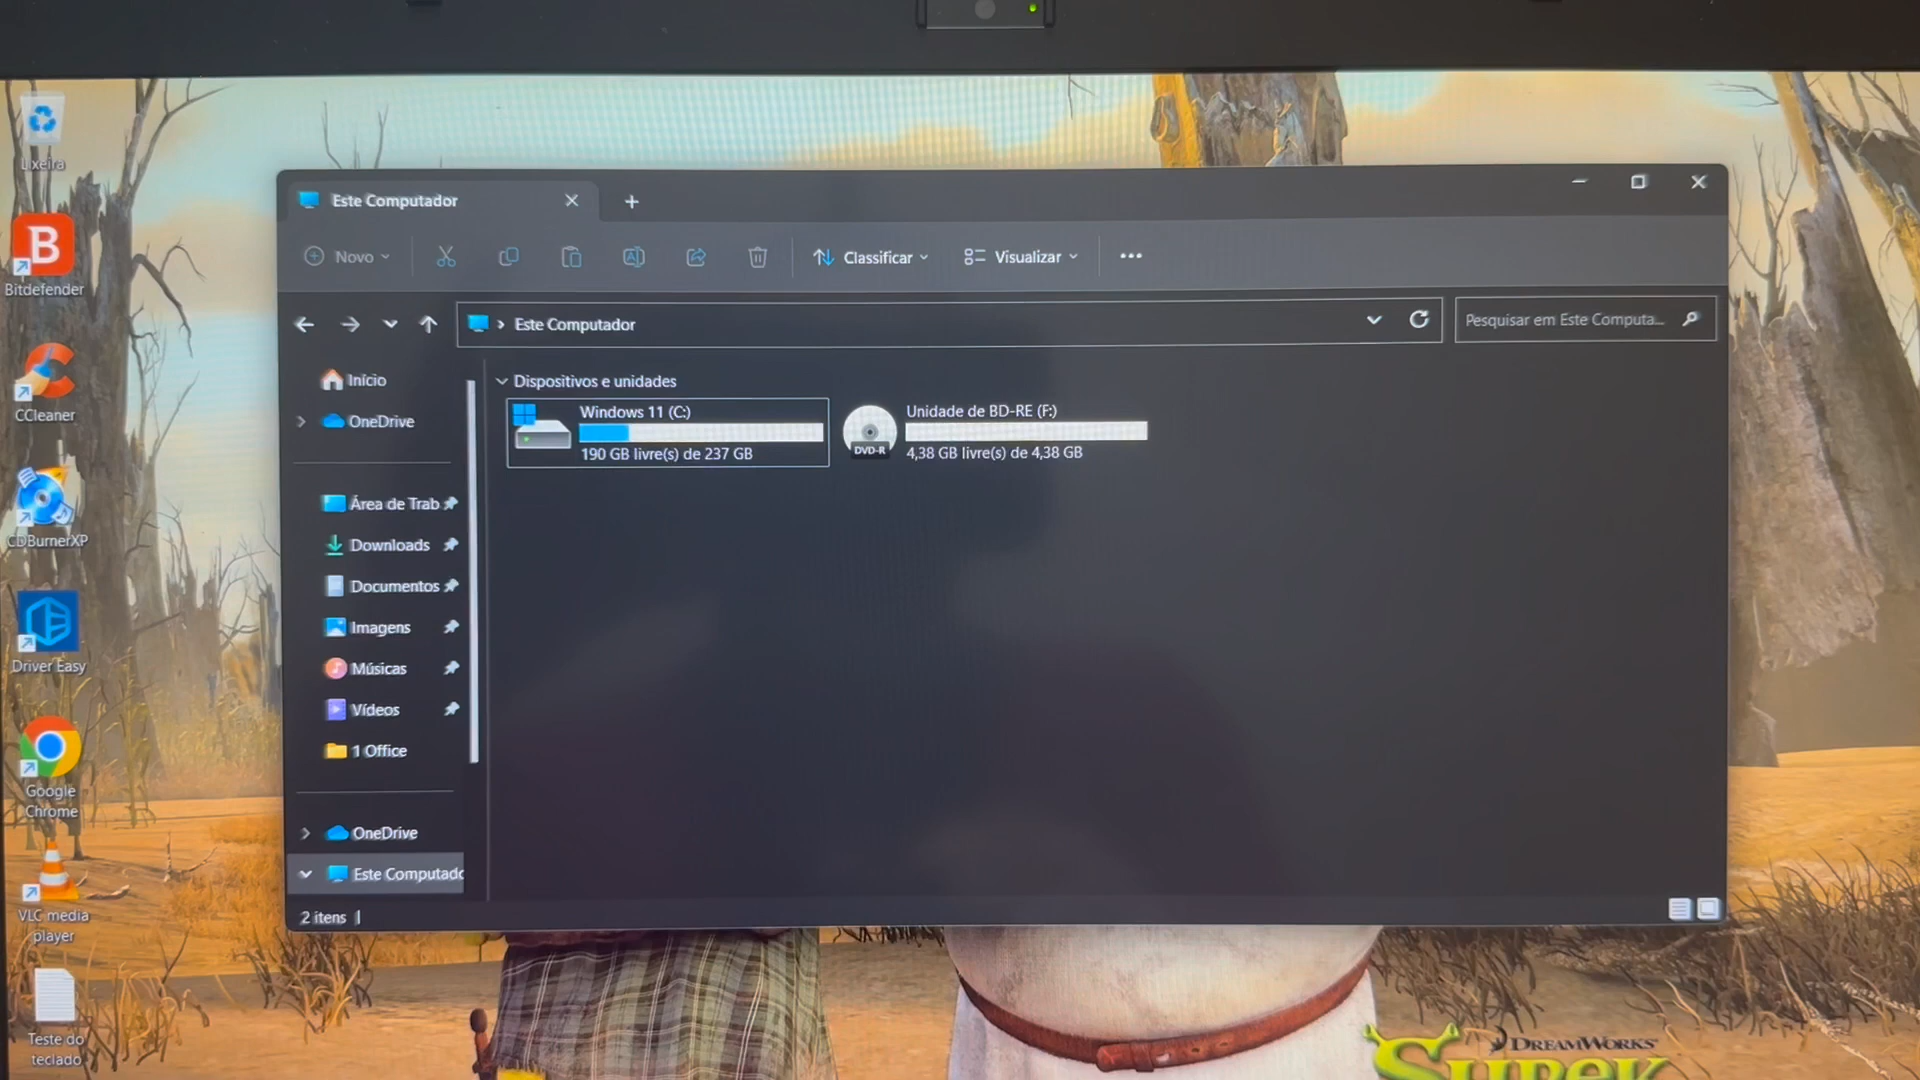 Lixeira
Bitdefender
CCleaner
CDBurnerXP
Driver Easy
Google
Chrome
VLC media
player
Teste do
teclado
Este Computador
Novo
Classificar
Visualizar
Este Computador
Pesquisar em Este Computa...
Início
OneDrive
Área de Trab
Downloads
Documentos
Imagens
Músicas
Vídeos
1 Office
OneDrive
Este Computado
2 itens
Dispositivos e unidades
Windows 11 (C:)
190 GB livre(s) de 237 GB
DVD-R
Unidade de BD-RE (F:)
4,38 GB livre(s) de 4,38 GB
DREAMWORKS
SHREK